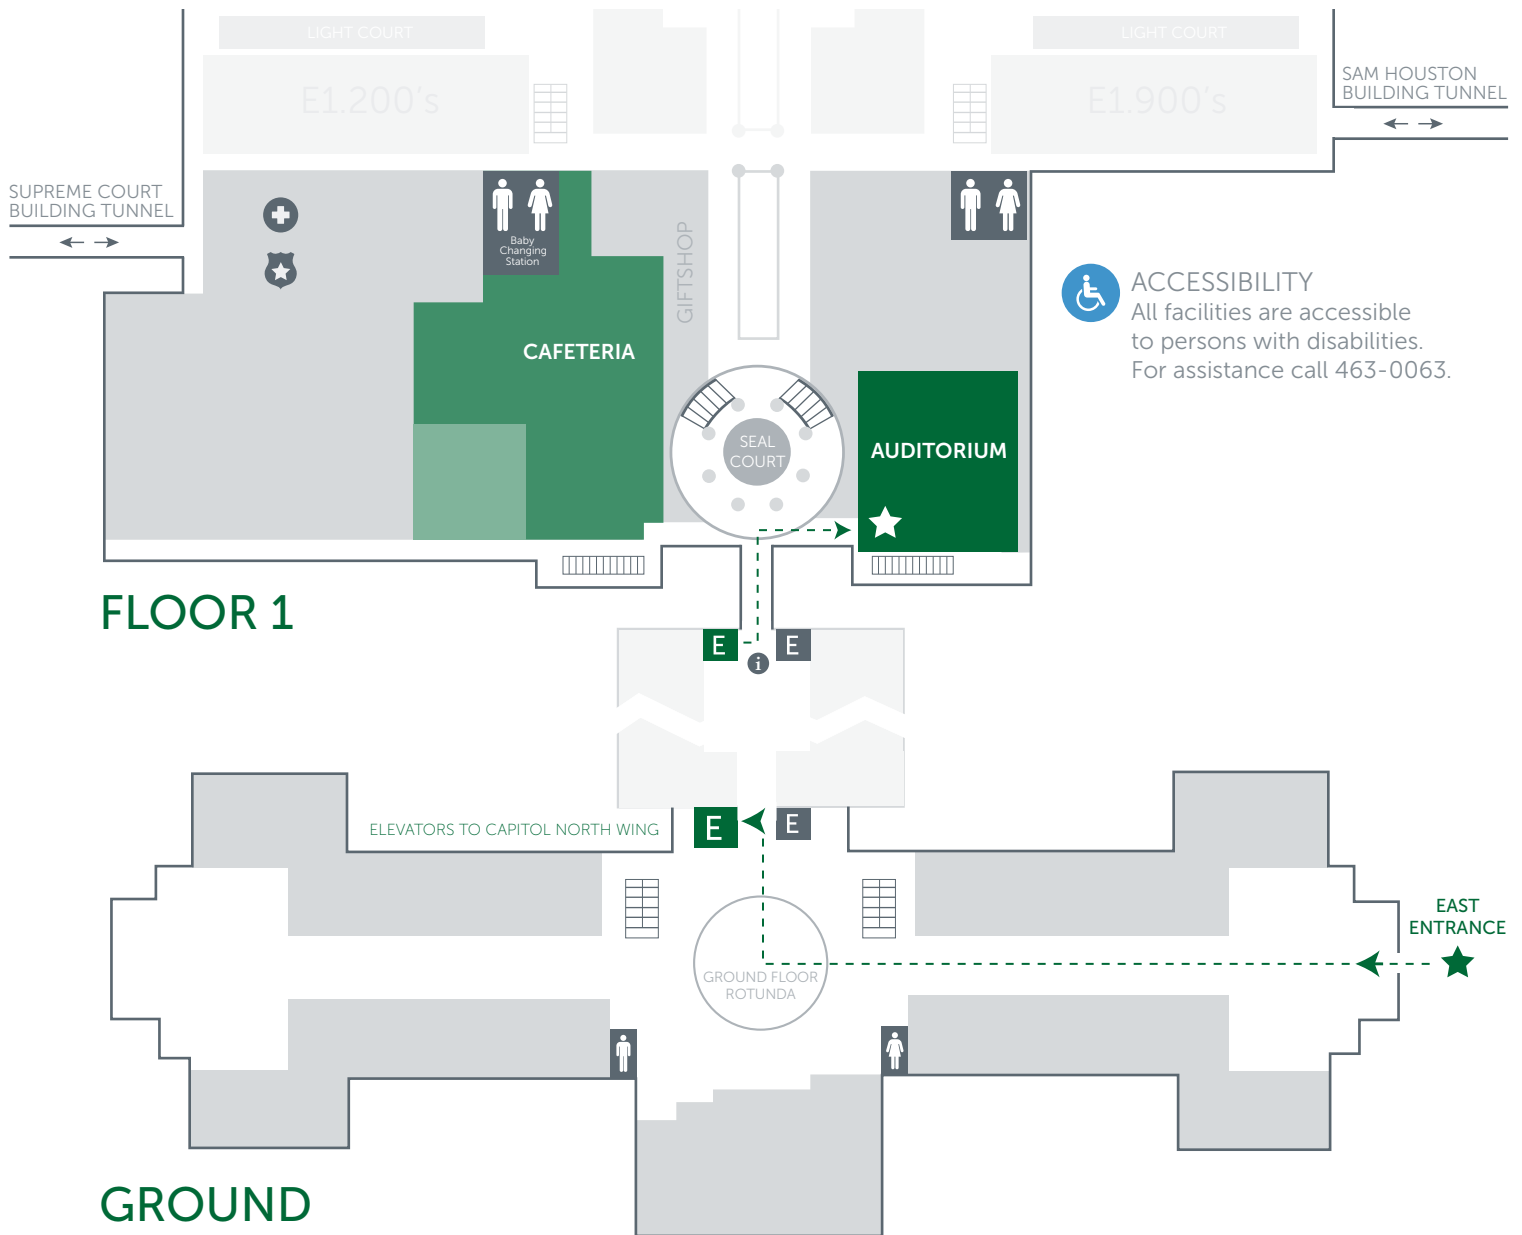 LIGHT COURT
LIGHT COURT
E1.200's
E1.900's
SAM HOUSTON
BUILDING TUNNEL
SUPREME COURT
BUILDING TUNNEL
Baby
Changing
Station
GIFTSHOP
ACCESSIBILITY
All facilities are accessible
to persons with disabilities.
For assistance call 463-0063.
CAFETERIA
SEAL
COURT
AUDITORIUM
FLOOR 1
E
E
i
E
E
ELEVATORS TO CAPITOL NORTH WING
EAST
ENTRANCE
GROUND FLOOR
ROTUNDA
GROUND